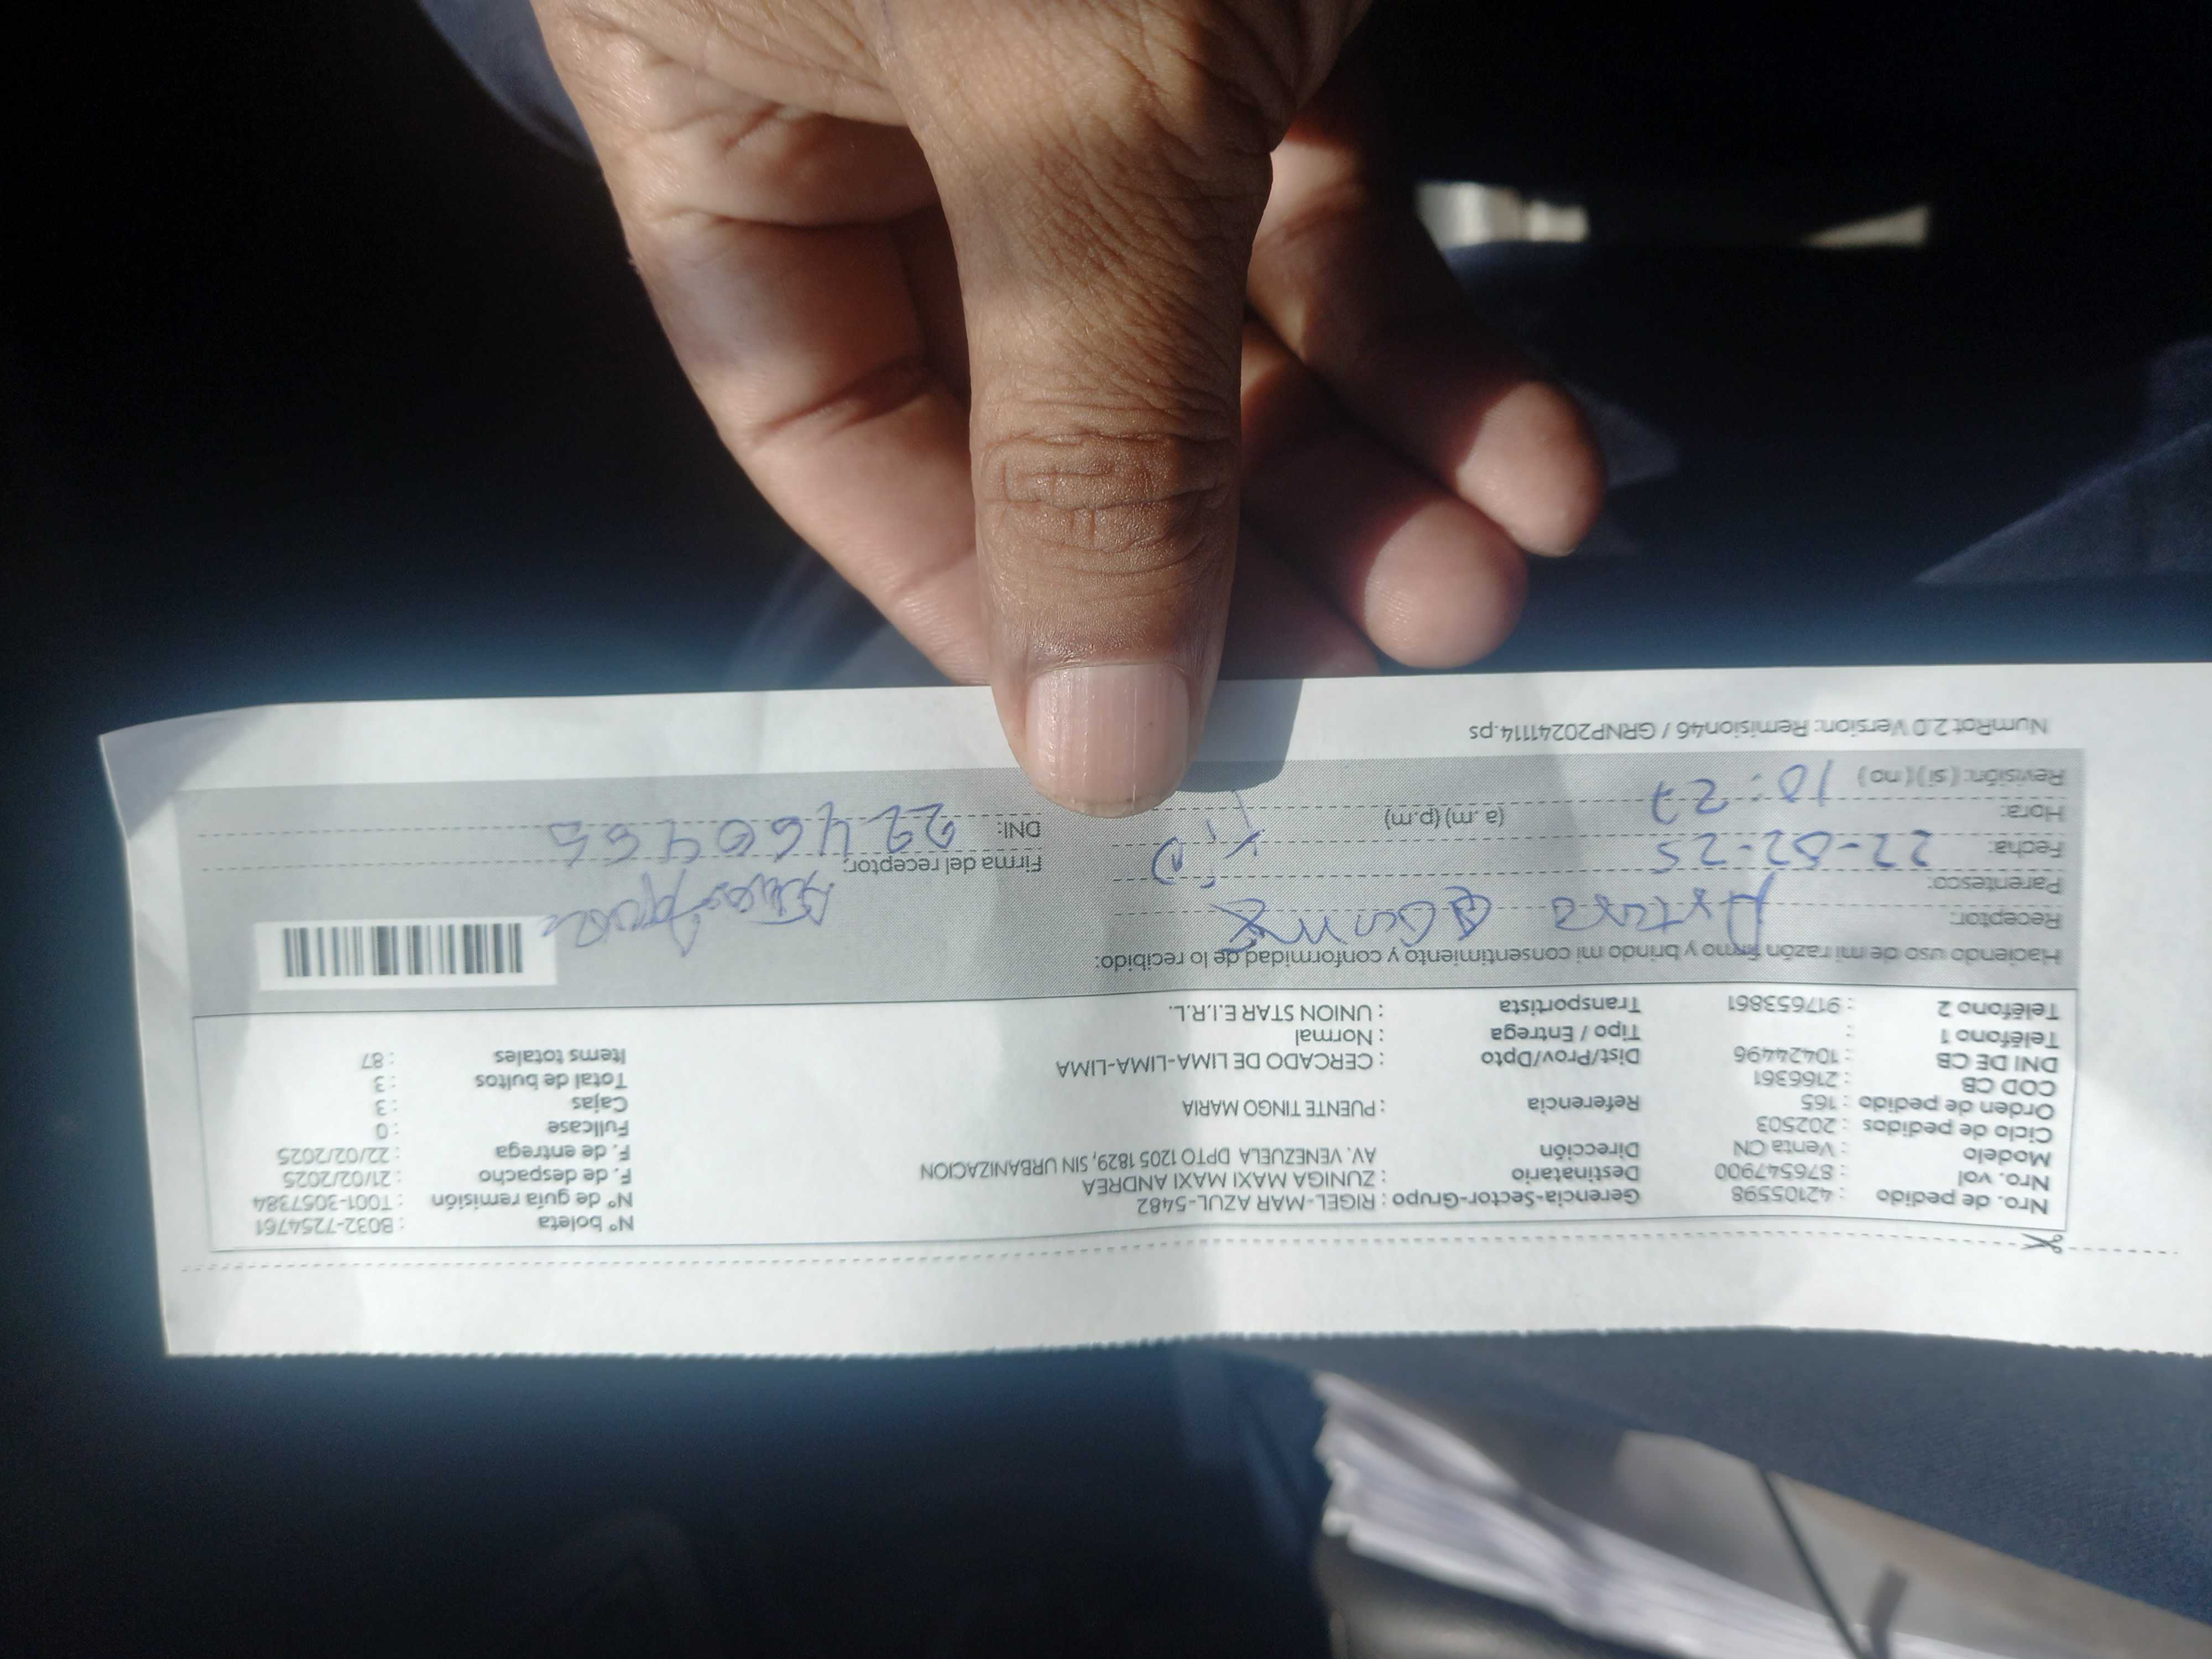 Nro. de pedido : 42105598 Gerencia-Sector-Grupo : RIGEL-MAR AZUL-5482 N° boleta : B032-7254761
Nro. vol : 876547900 Destinatario : ZUNIGA MAXI MAXI ANDREA N° de guía remisión : T001-3057384
Modelo : Venta CN Dirección AV. VENEZUELA DPTO 1205 1829, SIN URBANIZACION F. de despacho : 21/02/2025
Ciclo de pedidos : 202503 F. de entrega : 22/02/2025
Orden de pedido : 165 Referencia : PUENTE TINGO MARIA Fullcase : 0
COD CB : 2166361 Cajas : 3
DNI DE CB : 10424496 Dist/Prov/Dpto : CERCADO DE LIMA-LIMA-LIMA Total de bultos : 3
Teléfono 1 : Tipo / Entrega : Normal Items totales : 87
Teléfono 2 : 917653861 Transportista : UNION STAR E.I.R.L.
Haciendo uso de mi razón firmo y brindo mi consentimiento y conformidad de lo recibido:
Receptor:
Parentesco:
Fecha: 22-02-25 Firma del receptor:
Hora: 10:27 (a.m) (p.m) DNI: 22460465
Revisión: (si) (no)
NumRot 2.0 Version: Remision46 / GRNP20241114.ps